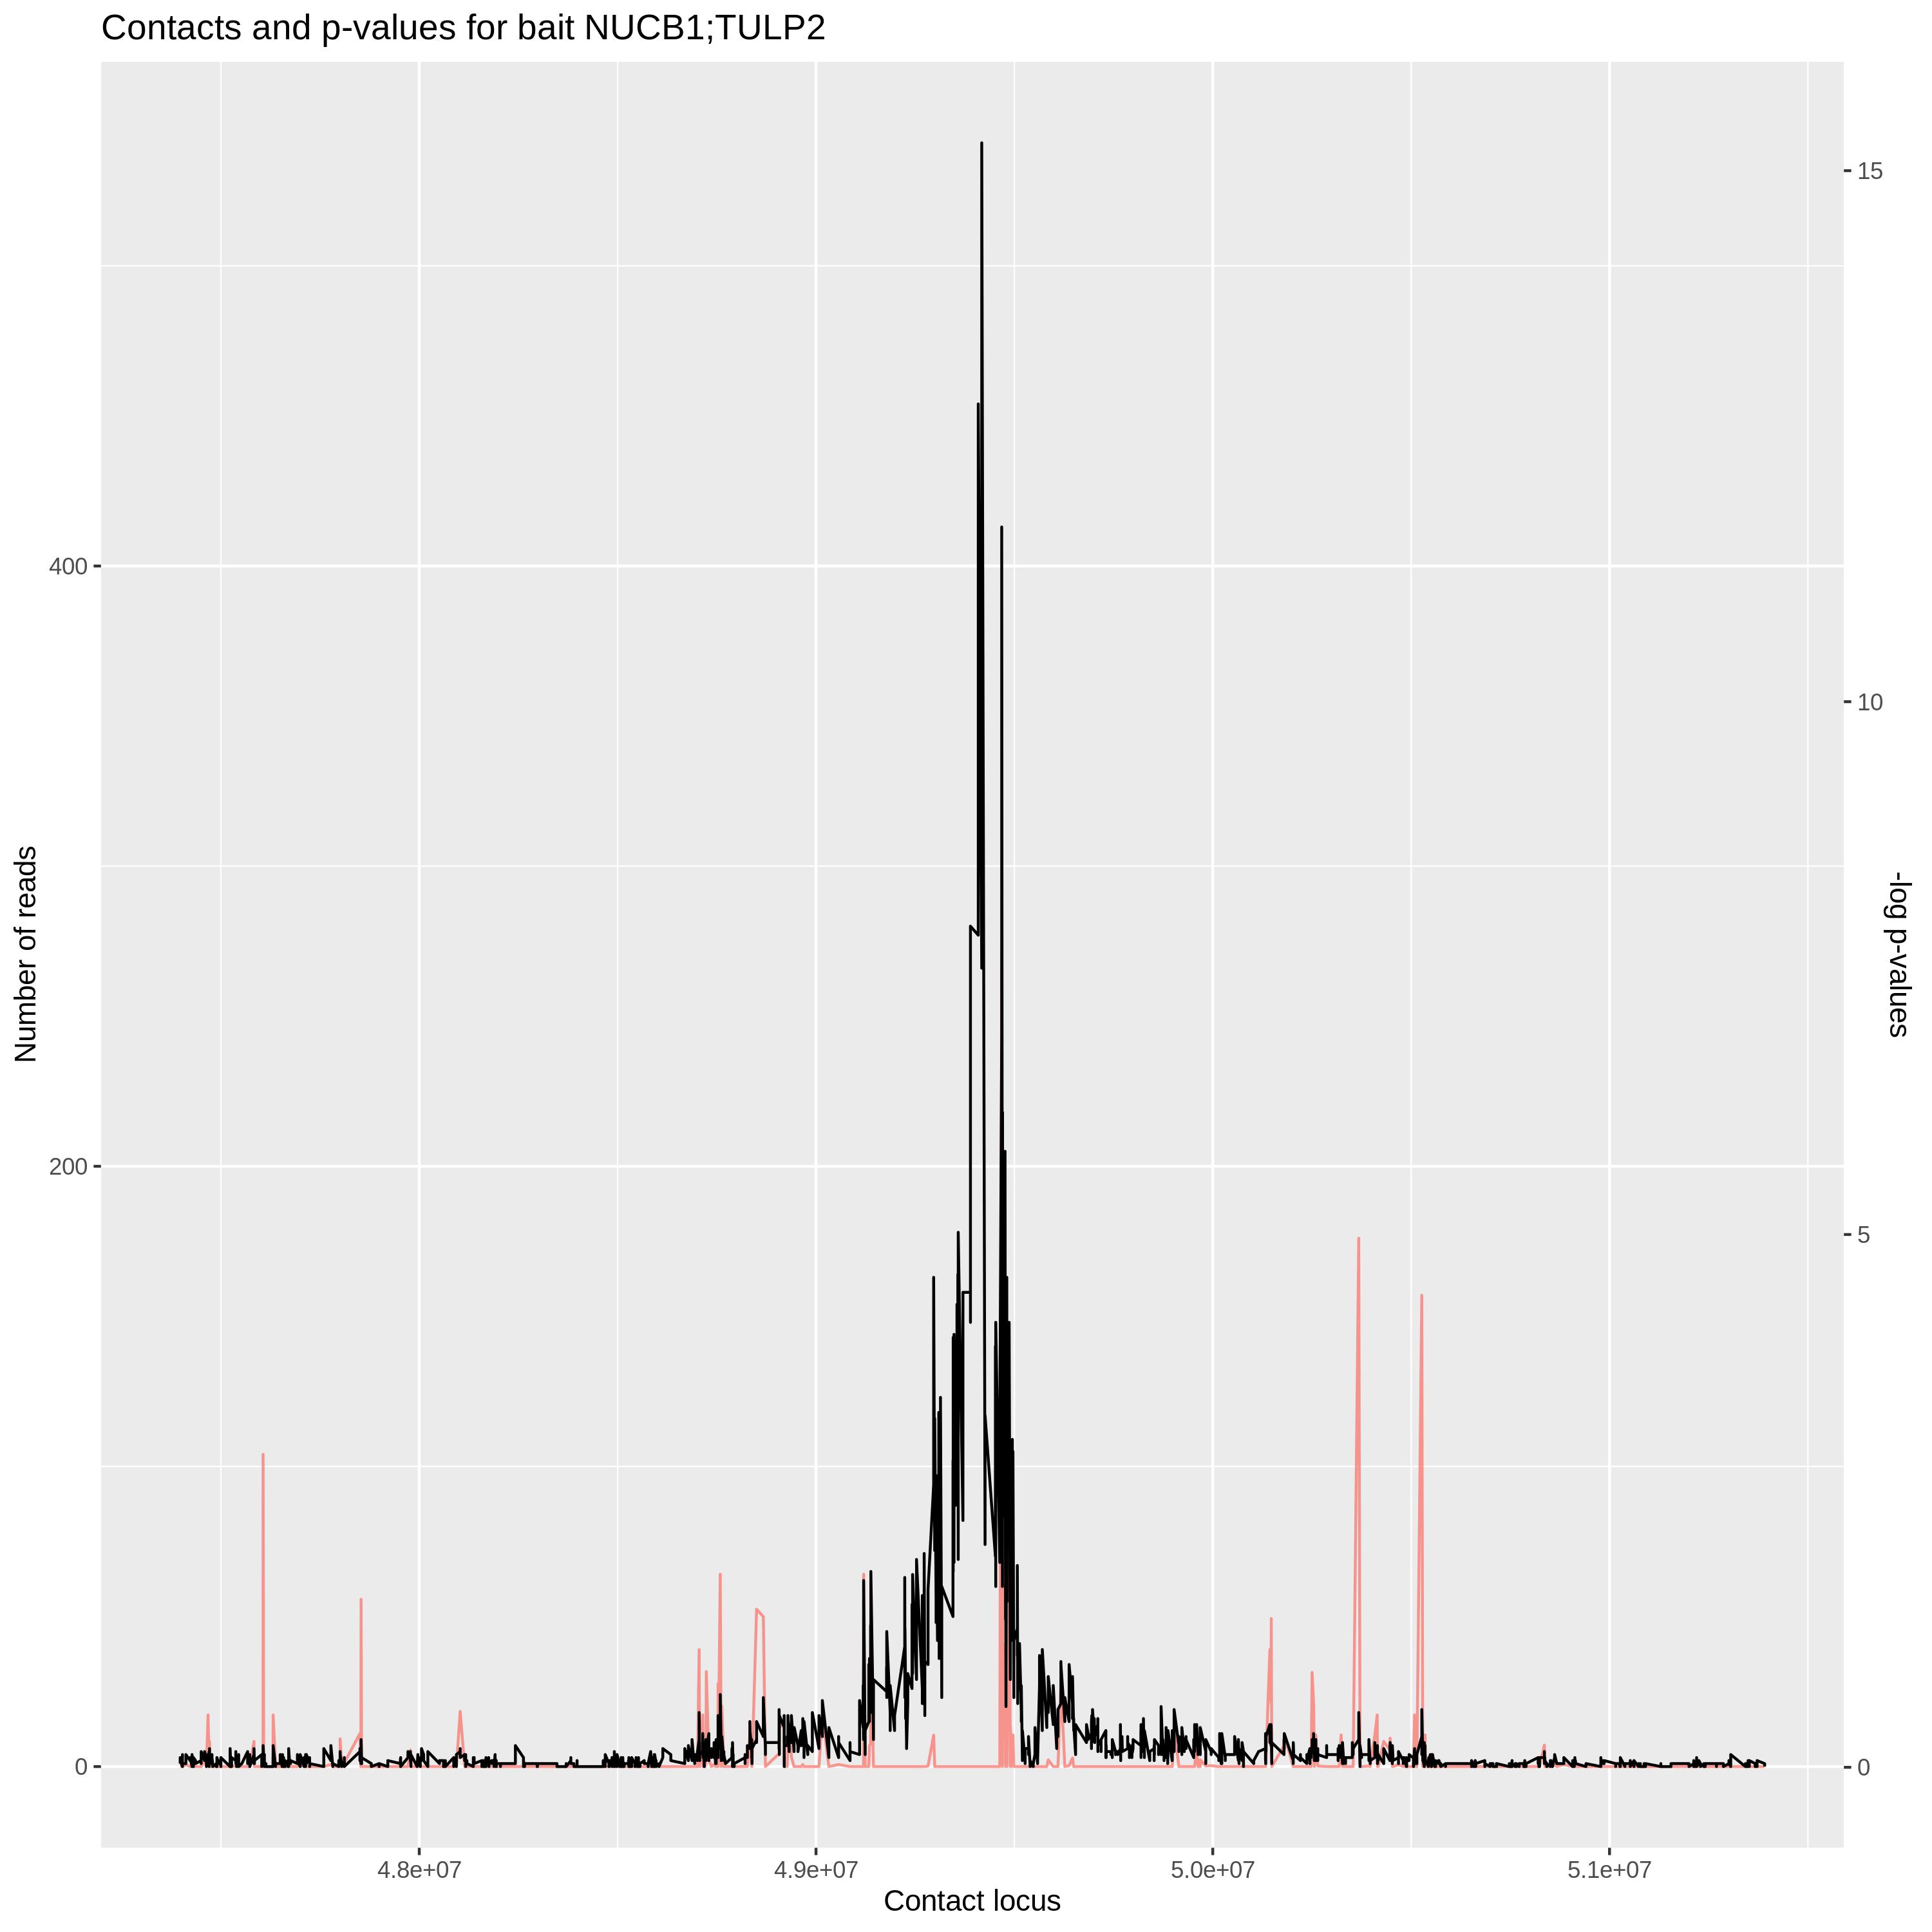 Contacts and p-values for bait NUCB1;TULP2
15
400
10
Number of reads
-log p-values
200
5
0
0
4.8e+07
4.9e+07
5.0e+07
5.1e+07
Contact locus